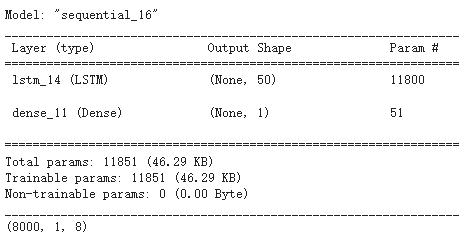 Model: "sequential_16"
Layer (type) Output Shape Param #
lstm_14 (LSTM) (None, 50) 11800
dense_11 (Dense) (None, 1) 51
Total params: 11851 (46.29 KB)
Trainable params: 11851 (46.29 KB)
Non-trainable params: 0 (0.00 Byte)
(8000, 1, 8)